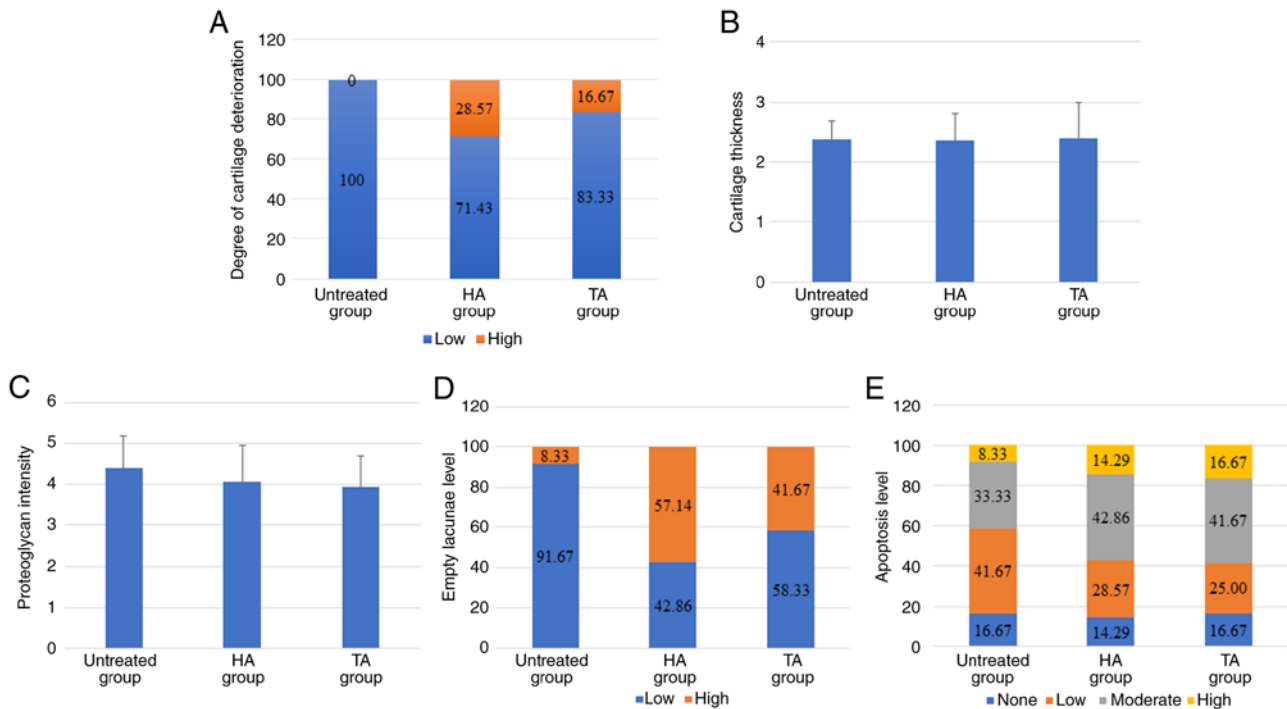 A
Degree of cartilage deterioration
120
100
80
60
40
20
0
0
100
28.57
71.43
16.67
83.33
Untreated
group
HA
group
TA
group
Low
High
B
Cartilage thickness
4
3
2
1
0
Untreated
group
HA
group
TA
group
C
Proteoglycan intensity
6
5
4
3
2
1
0
Untreated
group
HA
group
TA
group
D
Empty lacunae level
120
100
80
60
40
20
0
8.33
91.67
57.14
42.86
41.67
58.33
Untreated
group
HA
group
TA
group
Low
High
E
Apoptosis level
120
100
80
60
40
20
0
8.33
33.33
41.67
16.67
14.29
42.86
28.57
14.29
16.67
41.67
25.00
16.67
Untreated
group
HA
group
TA
group
None
Low
Moderate
High